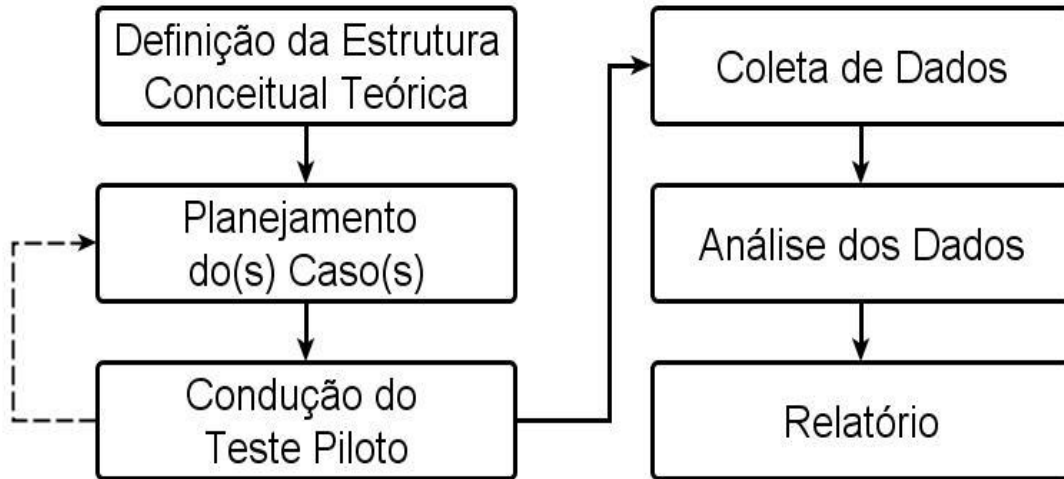 Definição da Estrutura
Conceitual Teórica
Planejamento
do(s) Caso(s)
Condução do
Teste Piloto
Coleta de Dados
Análise dos Dados
Relatório